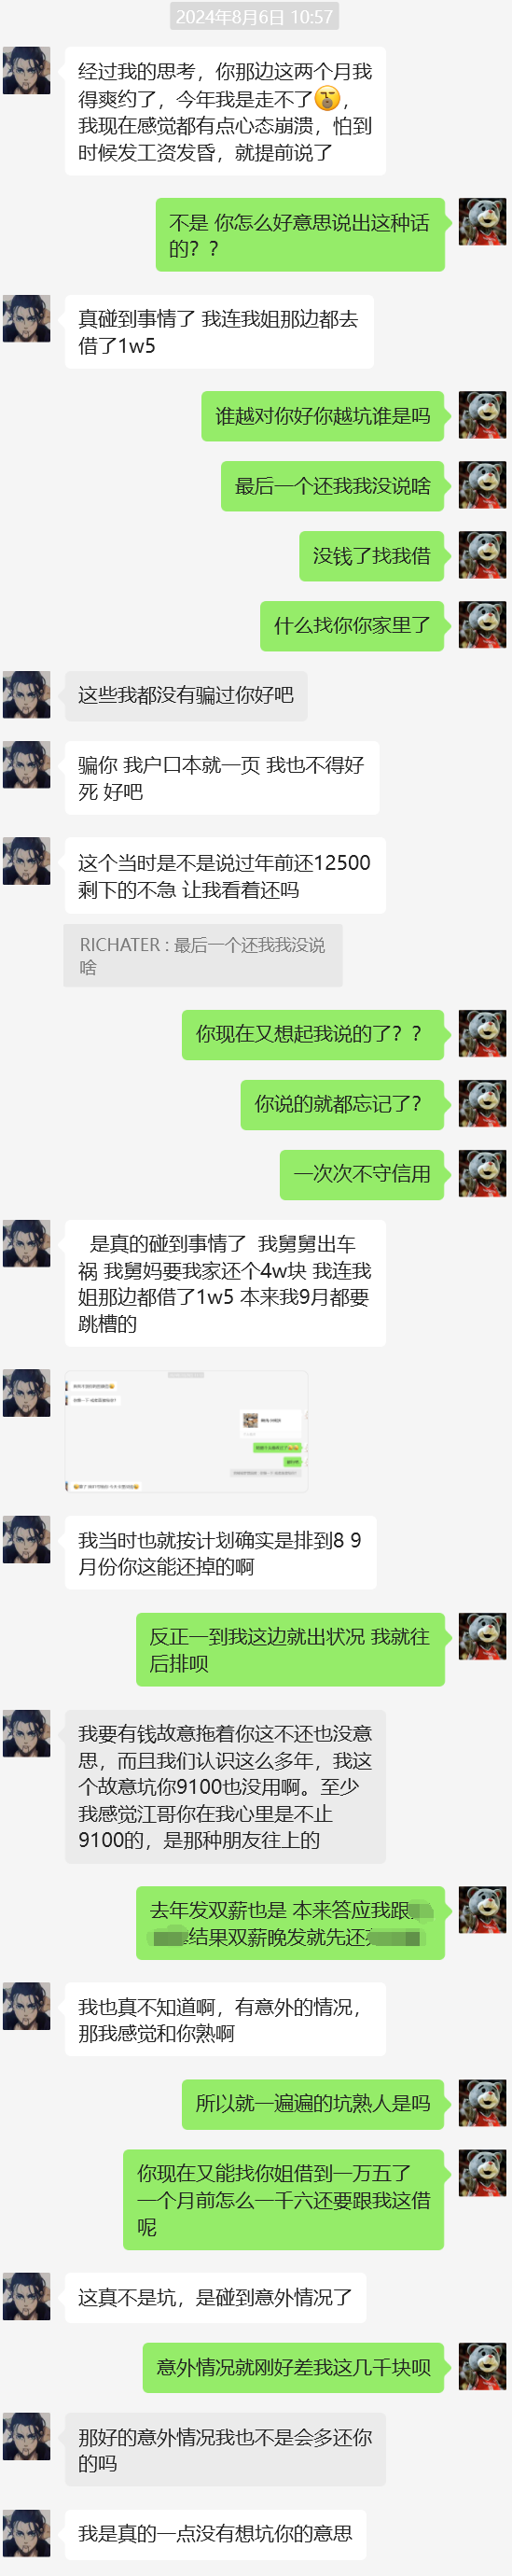 2024年8月6日 10:57
经过我的思考，你那边这两个月我
得爽约了，今年我是走不了，
我现在感觉都有点心态崩溃，怕到
时候发工资发昏，就提前说了
不是 你怎么好意思说出这种话
的？？
真碰到事情了 我连我姐那边都去
借了1w5
谁越对你好你越坑谁是吗
最后一个还我我没说啥
没钱了找我借
什么找你你家里了
这些我都没有骗过你好吧
骗你 我户口本就一页 我也不得好
死 好吧
这个当时是不是说过年前还12500
剩下的不急 让我看着还吗
RICHATER : 最后一个还我我没说
啥
你现在又想起我说的了？？
你说的就都忘记了？
一次次不守信用
是真的碰到事情了 我舅舅出车
祸 我舅妈要我家还个4w块 我连我
姐那边都借了1w5 本来我9月都要
跳槽的
我当时也就按计划确实是排到8 9
月份你这能还掉的啊
反正一到我这边就出状况 我就往
后排呗
我要有钱故意拖着你这不还也没意
思，而且我们认识这么多年，我这
个故意坑你9100也没用啊。至少
我感觉江哥你在我心里是不止
9100的，是那种朋友往上的
去年发双薪也是 本来答应我跟
结果双薪晚发就先还
我也真不知道啊，有意外的情况，
那我感觉和你熟啊
所以就一遍遍的坑熟人是吗
你现在又能找你姐借到一万五了
一个月前怎么一千六还要跟我这借
呢
这真不是坑，是碰到意外情况了
意外情况就刚好差我这几千块呗
那好的意外情况我也不是会多还你
的吗
我是真的一点没有想坑你的意思